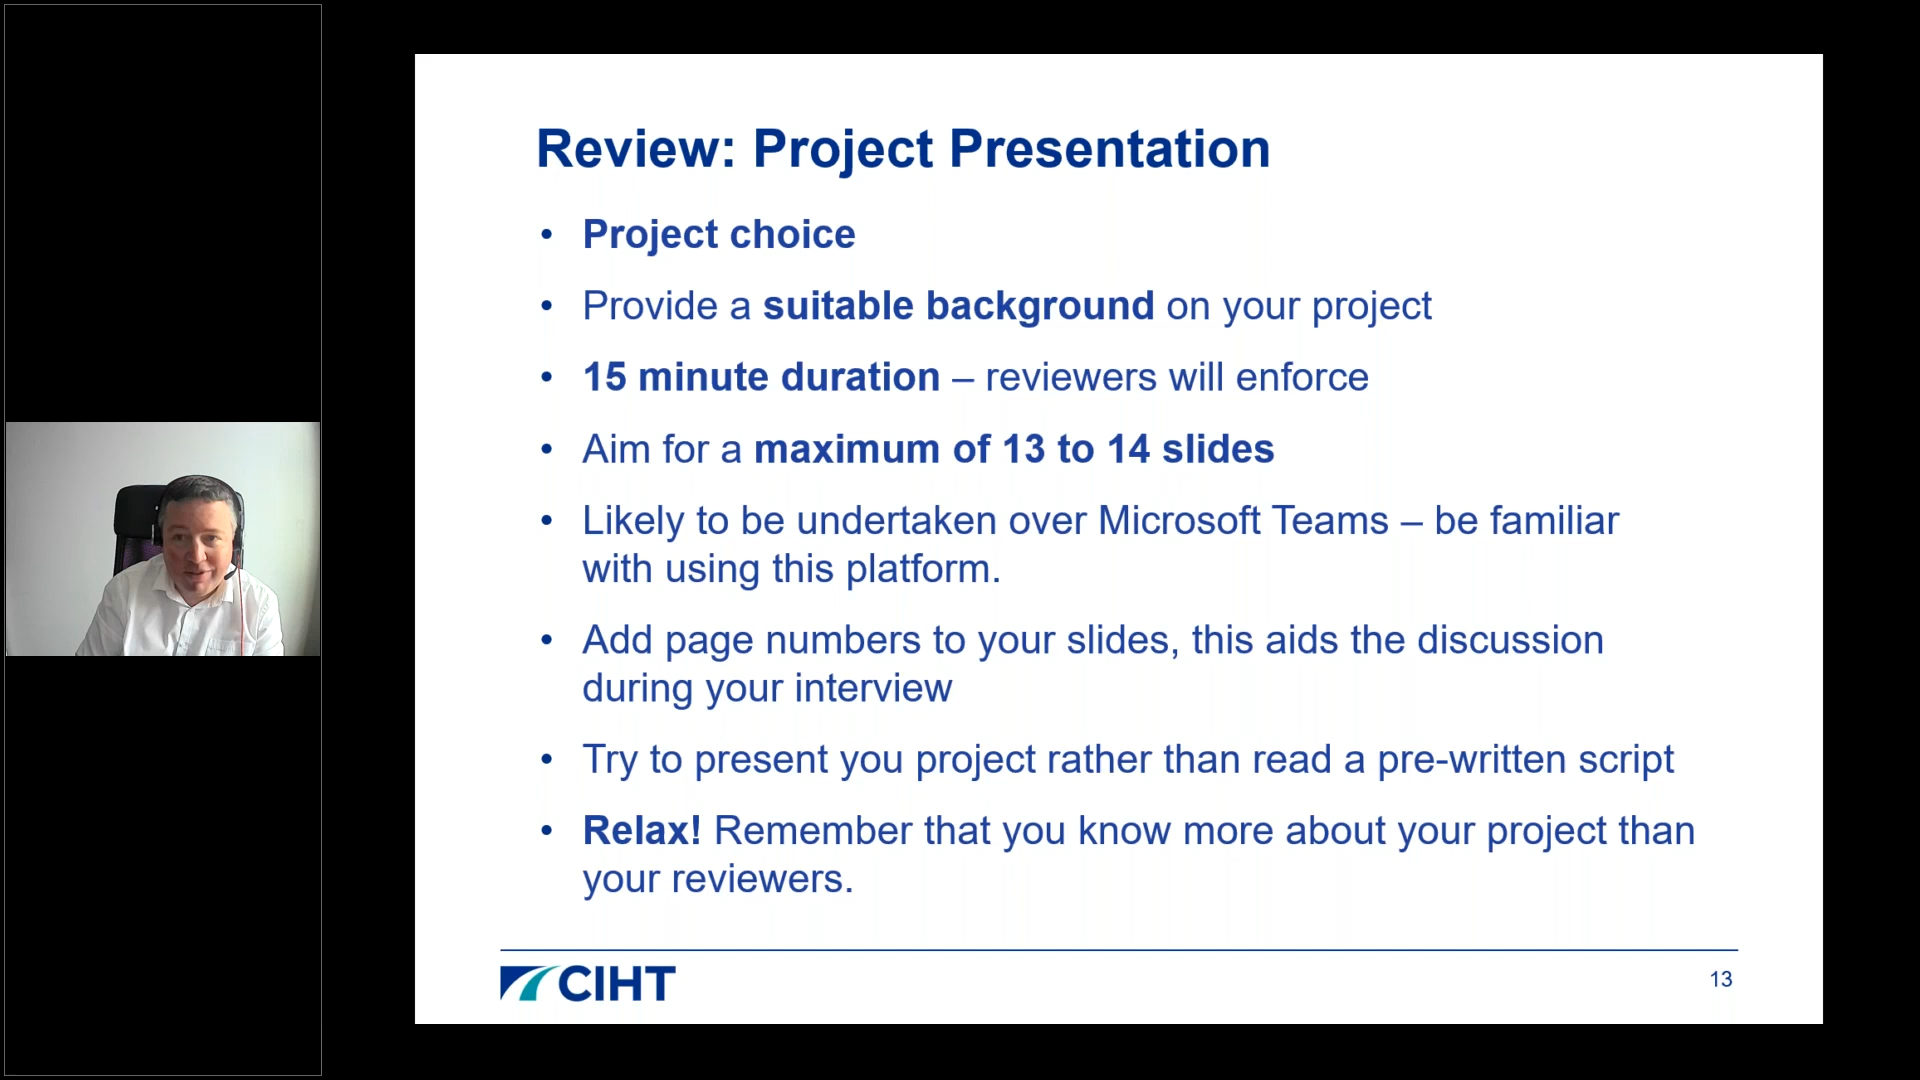 Review: Project Presentation
• Project choice
• Provide a suitable background on your project
• 15 minute duration – reviewers will enforce
• Aim for a maximum of 13 to 14 slides
• Likely to be undertaken over Microsoft Teams – be familiar
with using this platform.
• Add page numbers to your slides, this aids the discussion
during your interview
• Try to present you project rather than read a pre-written script
• Relax! Remember that you know more about your project than
your reviewers.
CIHT
13